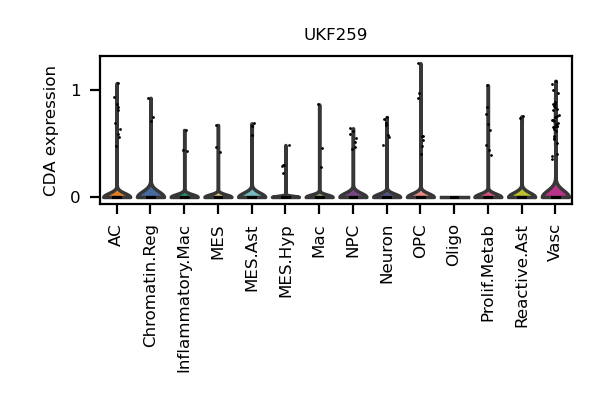 UKF259
CDA expression
1
0
AC
Chromatin.Reg
Inflammatory.Mac
MES
MES.Ast
MES.Hyp
Mac
NPC
Neuron
OPC
Oligo
Prolif.Metab
Reactive.Ast
Vasc